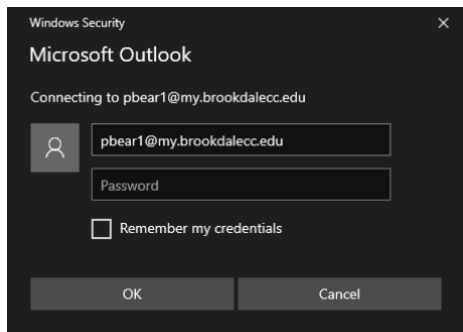 Windows Security
Microsoft Outlook
Connecting to pbear1@my.brookdalecc.edu
pbear1@my.brookdalecc.edu
Password
Remember my credentials
OK Cancel